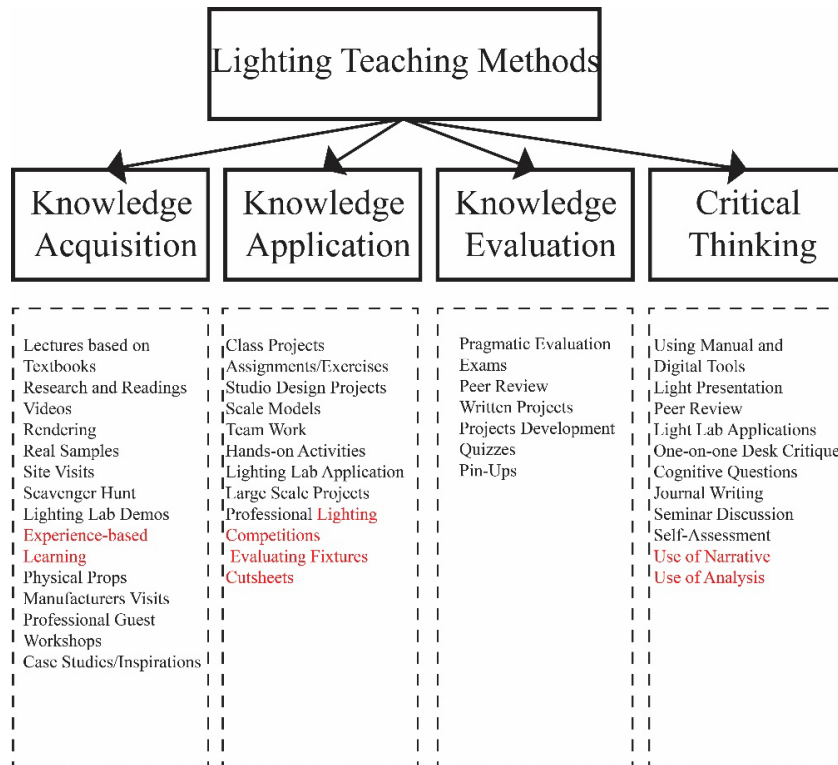 Lighting Teaching Methods
Knowledge
Acquisition
Knowledge
Application
Knowledge
Evaluation
Critical
Thinking
Lectures based on
Textbooks
Research and Readings
Videos
Rendering
Real Samples
Site Visits
Scavenger Hunt
Lighting Lab Demos
Experience-based
Learning
Physical Props
Manufacturers Visits
Professional Guest
Workshops
Case Studies/Inspirations
Class Projects
Assignments/Exercises
Studio Design Projects
Scale Models
Team Work
Hands-on Activities
Lighting Lab Application
Large Scale Projects
Professional Lighting
Competitions
Evaluating Fixtures
Cutsheets
Pragmatic Evaluation
Exams
Peer Review
Written Projects
Projects Development
Quizzes
Pin-Ups
Using Manual and
Digital Tools
Light Presentation
Peer Review
Light Lab Applications
One-on-one Desk Critique
Cognitive Questions
Journal Writing
Seminar Discussion
Self-Assessment
Use of Narrative
Use of Analysis